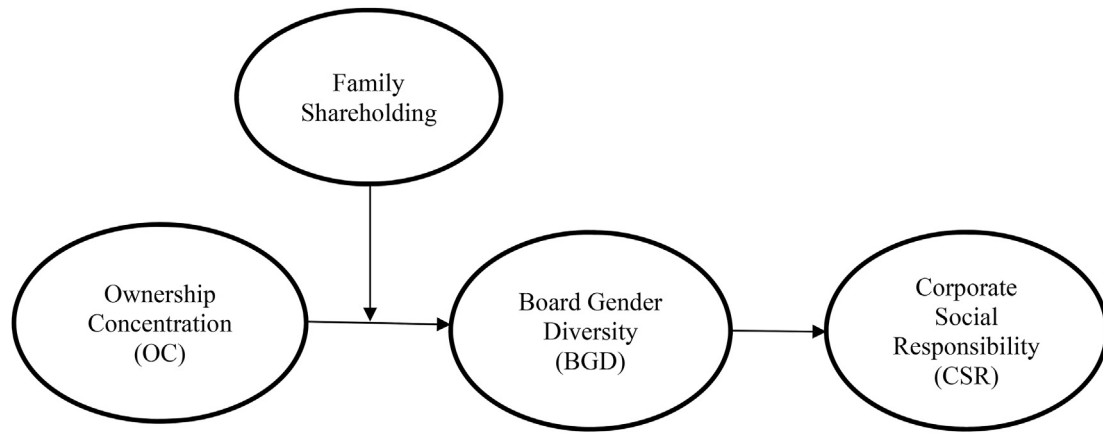 Family
Shareholding
Ownership
Concentration
(OC)
Board Gender
Diversity
(BGD)
Corporate
Social
Responsibility
(CSR)